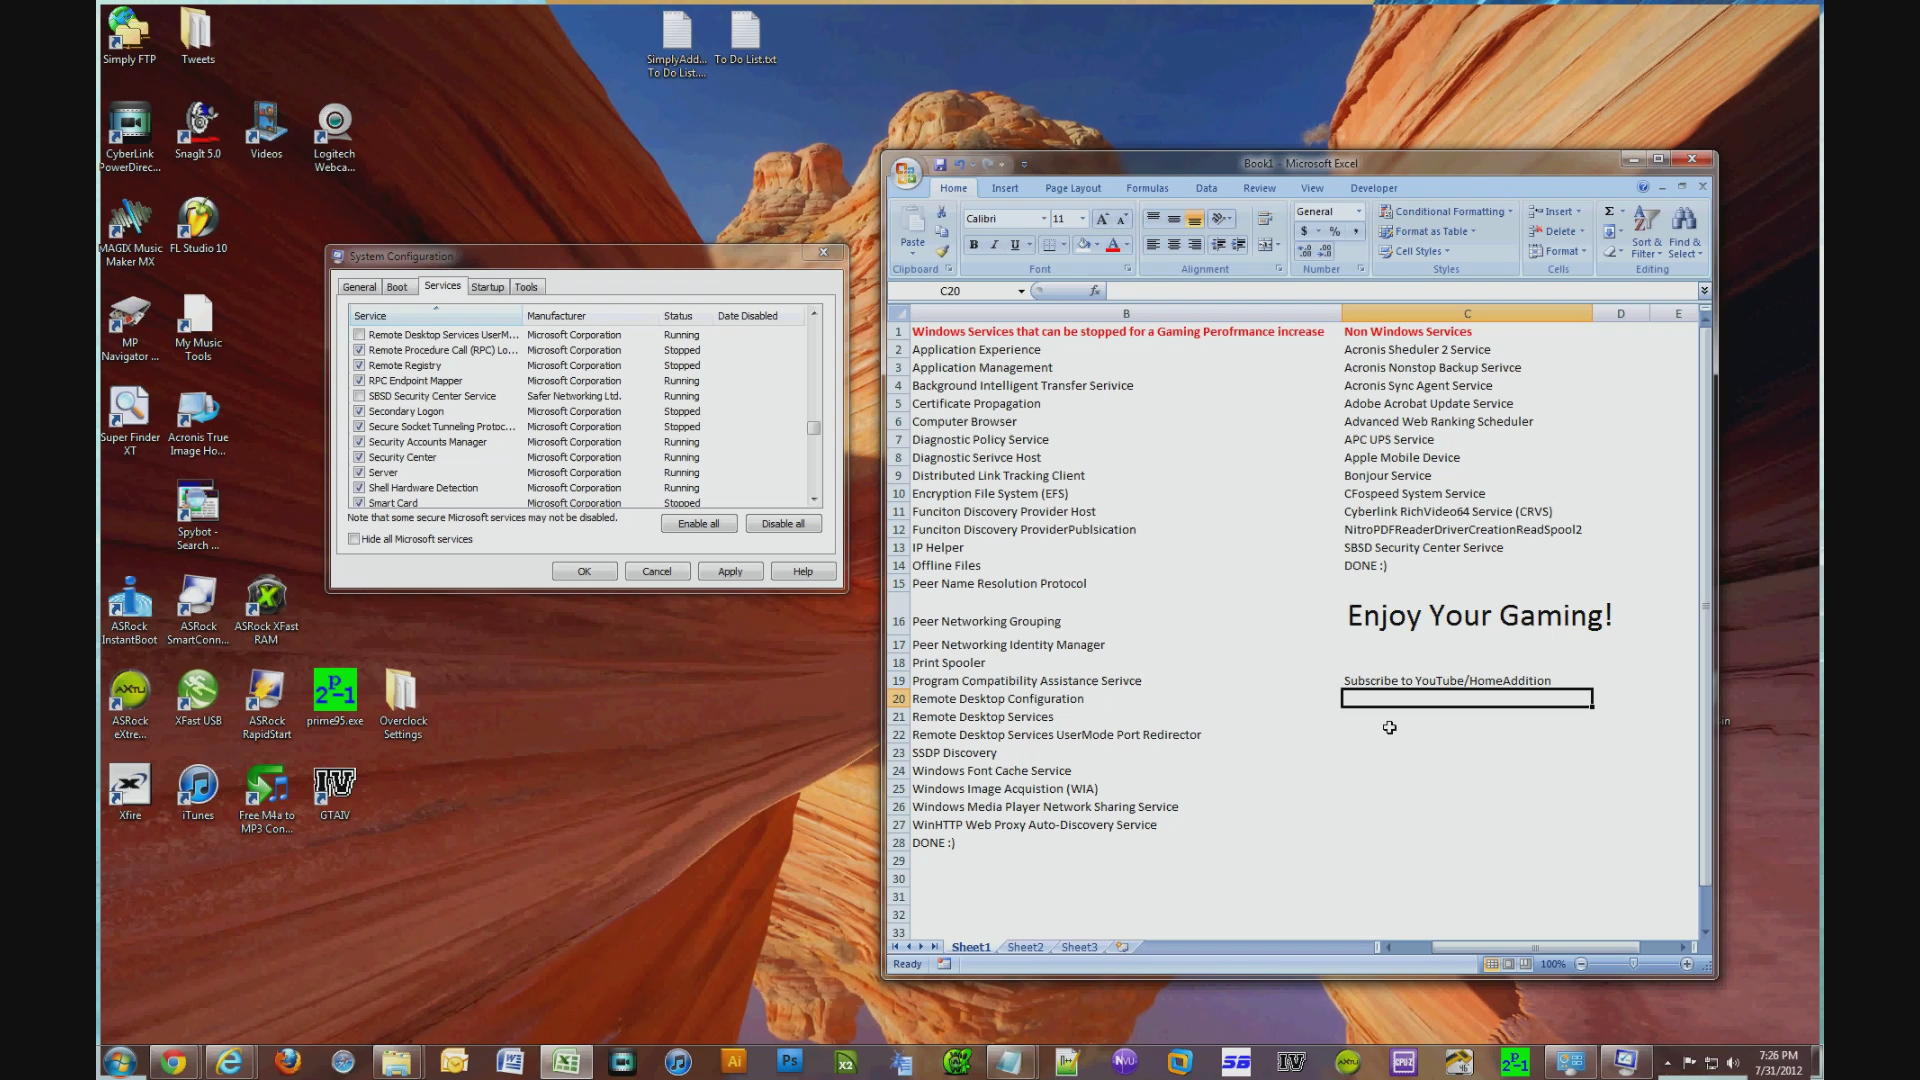 Simply FTP
Tweets
SimplyAdd...
To Do List....
To Do List.txt
CyberLink
PowerDirec...
SnagIt 5.0
Videos
Logitech
Webca...
MAGIX Music
Maker MX
FL Studio 10
MP
Navigator ...
My Music
Tools
Super Finder
XT
Acronis True
Image Ho...
Spybot -
Search ...
ASRock
InstantBoot
ASRock
SmartConn...
ASRock XFast
RAM
ASRock
eXtre...
XFast USB
ASRock
RapidStart
prime95.exe
Overclock
Settings
Xfire
iTunes
Free M4a to
MP3 Con...
GTAIV
System Configuration
General Boot Services Startup Tools
Service Manufacturer Status Date Disabled
Remote Desktop Services UserM... Microsoft Corporation Running
Remote Procedure Call (RPC) Lo... Microsoft Corporation Stopped
Remote Registry Microsoft Corporation Stopped
RPC Endpoint Mapper Microsoft Corporation Running
SBSD Security Center Service Safer Networking Ltd. Running
Secondary Logon Microsoft Corporation Stopped
Secure Socket Tunneling Protoc... Microsoft Corporation Stopped
Security Accounts Manager Microsoft Corporation Running
Security Center Microsoft Corporation Running
Server Microsoft Corporation Running
Shell Hardware Detection Microsoft Corporation Running
Smart Card Microsoft Corporation Stopped
Note that some secure Microsoft services may not be disabled.
Enable all Disable all
Hide all Microsoft services
OK Cancel Apply Help
Book1 - Microsoft Excel
Home Insert Page Layout Formulas Data Review View Developer
Paste
Clipboard
Calibri 11
B I U
Font
Alignment
General
$ % ,
Number
Conditional Formatting
Format as Table
Cell Styles
Styles
Insert
Delete
Format
Cells
Sort &
Filter
Find &
Select
Editing
C20
fx
B C D E
1 Windows Services that can be stopped for a Gaming Perofrmance increase Non Windows Services
2 Application Experience Acronis Sheduler 2 Service
3 Application Management Acronis Nonstop Backup Serivce
4 Background Intelligent Transfer Serivice Acronis Sync Agent Service
5 Certificate Propagation Adobe Acrobat Update Service
6 Computer Browser Advanced Web Ranking Scheduler
7 Diagnostic Policy Service APC UPS Service
8 Diagnostic Serivce Host Apple Mobile Device
9 Distributed Link Tracking Client Bonjour Service
10 Encryption File System (EFS) CFospeed System Service
11 Funciton Discovery Provider Host Cyberlink RichVideo64 Service (CRVS)
12 Funciton Discovery ProviderPublsication NitroPDFReaderDriverCreationReadSpool2
13 IP Helper SBSD Security Center Serivce
14 Offline Files DONE :)
15 Peer Name Resolution Protocol
16 Peer Networking Grouping Enjoy Your Gaming!
17 Peer Networking Identity Manager
18 Print Spooler
19 Program Compatibility Assistance Serivce Subscribe to YouTube/HomeAddition
20 Remote Desktop Configuration
21 Remote Desktop Services
22 Remote Desktop Services UserMode Port Redirector
23 SSDP Discovery
24 Windows Font Cache Service
25 Windows Image Acquistion (WIA)
26 Windows Media Player Network Sharing Service
27 WinHTTP Web Proxy Auto-Discovery Service
28 DONE :)
29
30
31
32
33
Sheet1 Sheet2 Sheet3
Ready 100%
7:26 PM
7/31/2012